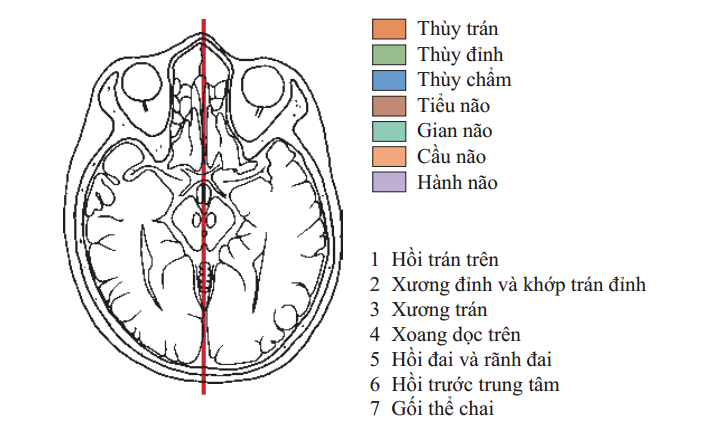 Thùy trán
Thùy đỉnh
Thùy chẩm
Tiểu não
Gian não
Cầu não
Hành não
1 Hồi trán trên
2 Xương đỉnh và khớp trán đỉnh
3 Xương trán
4 Xoang dọc trên
5 Hồi đai và rãnh đai
6 Hồi trước trung tâm
7 Gối thể chai